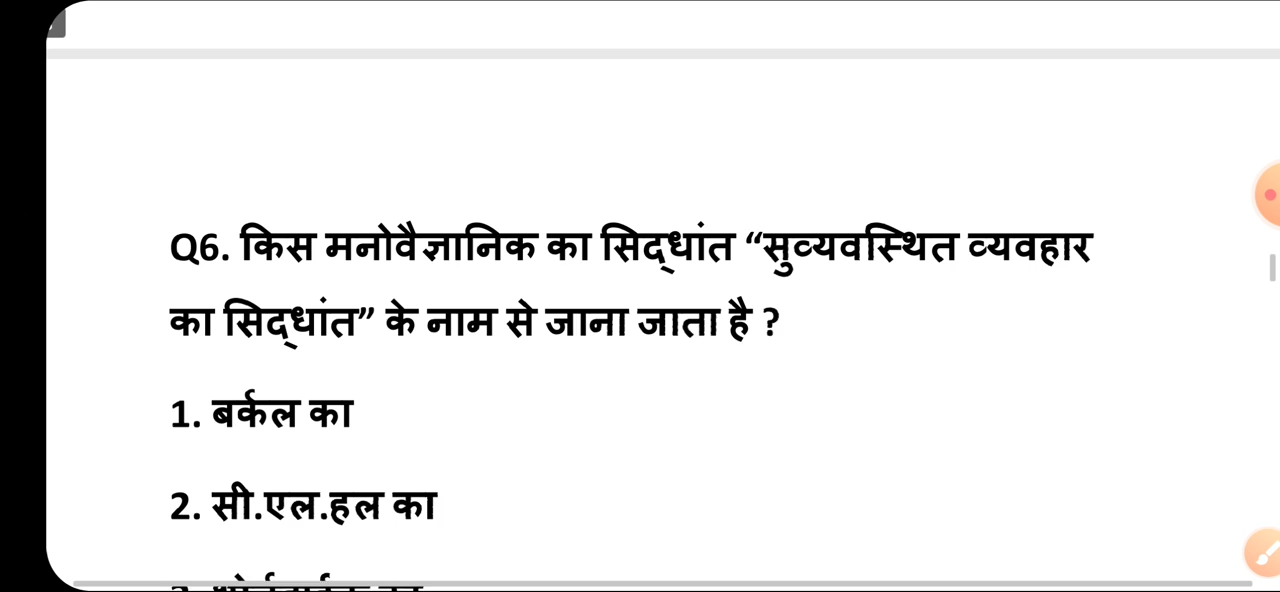 Q6. किस मनोवैज्ञानिक का सिद्धांत “सुव्यवस्थित व्यवहार
का सिद्धांत” के नाम से जाना जाता है ?
1. बर्कल का
2. सी.एल.हल का